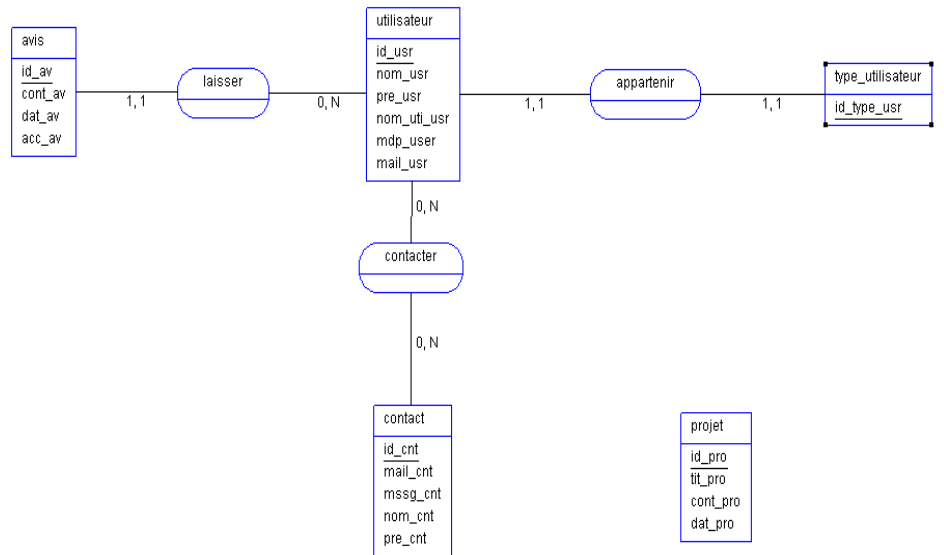 avis
id_av
cont_av
dat_av
acc_av
1, 1
laisser
0, N
utilisateur
id_usr
nom_usr
pre_usr
nom_uti_usr
mdp_user
mail_usr
1, 1
appartenir
1, 1
type_utilisateur
id_type_usr
0, N
contacter
0, N
contact
id_cnt
mail_cnt
mssg_cnt
nom_cnt
pre_cnt
projet
id_pro
tit_pro
cont_pro
dat_pro